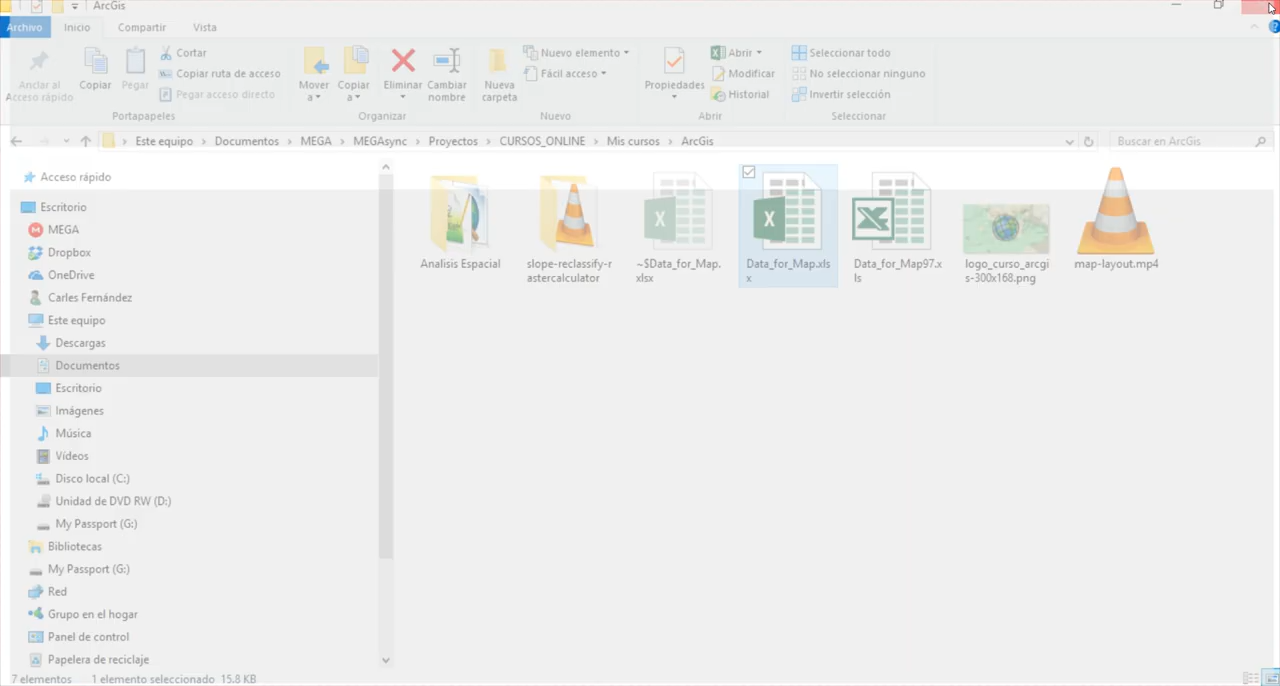 ArcGis
Archivo Inicio Compartir Vista
Anclar al
Acceso rápido
Copiar
Pegar
Cortar
Copiar ruta de acceso
Pegar acceso directo
Portapapeles
Mover
a
Copiar
a
Eliminar
Cambiar
nombre
Organizar
Nueva
carpeta
Nuevo elemento
Fácil acceso
Nuevo
Propiedades
Abrir
Modificar
Historial
Abrir
Seleccionar todo
No seleccionar ninguno
Invertir selección
Seleccionar
Este equipo > Documentos > MEGA > MEGAsync > Proyectos > CURSOS_ONLINE > Mis cursos > ArcGis
Buscar en ArcGis
Acceso rápido
Escritorio
MEGA
Dropbox
OneDrive
Carles Fernández
Este equipo
Descargas
Documentos
Escritorio
Imágenes
Música
Vídeos
Disco local (C:)
Unidad de DVD RW (D:)
My Passport (G:)
Bibliotecas
My Passport (G:)
Red
Grupo en el hogar
Panel de control
Papelera de reciclaje
Analisis Espacial
slope-reclassify-r
astercalculator
~$Data_for_Map.
xlsx
Data_for_Map.xls
x
Data_for_Map97.x
ls
logo_curso_arcgi
s-300x168.png
map-layout.mp4
7 elementos 1 elemento seleccionado 15.8 KB